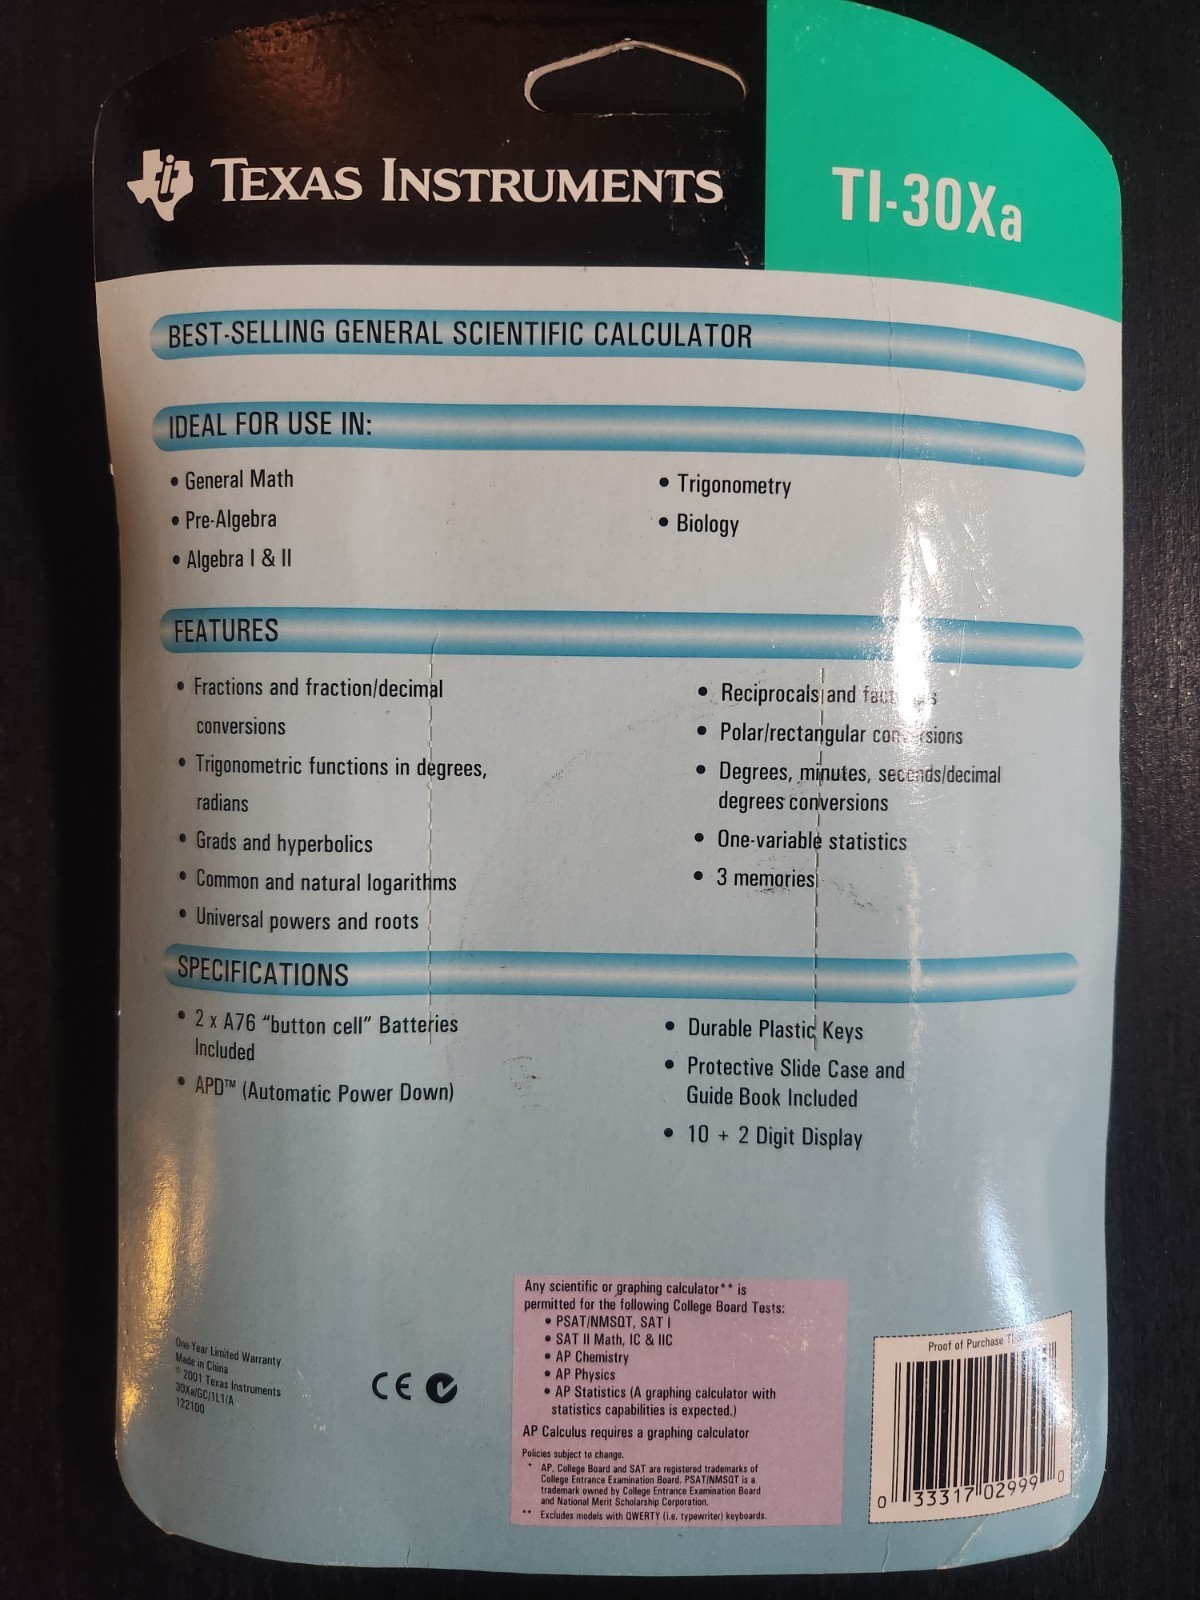 TEXAS INSTRUMENTS
TI-30Xa
BEST-SELLING GENERAL SCIENTIFIC CALCULATOR
IDEAL FOR USE IN:
• General Math
• Pre-Algebra
• Algebra I & II
• Trigonometry
• Biology
FEATURES
• Fractions and fraction/decimal
conversions
• Trigonometric functions in degrees,
radians
• Grads and hyperbolics
• Common and natural logarithms
• Universal powers and roots
• Reciprocals and
• Polar/rectangular conversions
• Degrees, minutes, seconds/decimal
degrees conversions
• One-variable statistics
• 3 memories
SPECIFICATIONS
• 2 x A76 “button cell” Batteries
Included
• APD™ (Automatic Power Down)
• Durable Plastic Keys
• Protective Slide Case and
Guide Book Included
• 10 + 2 Digit Display
One-Year Limited Warranty
Made in China
© 2001 Texas Instruments
30Xa/GC/1L1/A
122100
CE
Any scientific or graphing calculator** is
permitted for the following College Board Tests:
• PSAT/NMSQT, SAT I
• SAT II Math, IC & IIC
• AP Chemistry
• AP Physics
• AP Statistics (A graphing calculator with
statistics capabilities is expected.)
AP Calculus requires a graphing calculator
Policies subject to change.
* AP, College Board and SAT are registered trademarks of
College Entrance Examination Board. PSAT/NMSQT is a
trademark owned by College Entrance Examination Board
and National Merit Scholarship Corporation.
** Excludes models with QWERTY (i.e. typewriter) keyboards.
Proof of Purchase
0 33317 02999 0